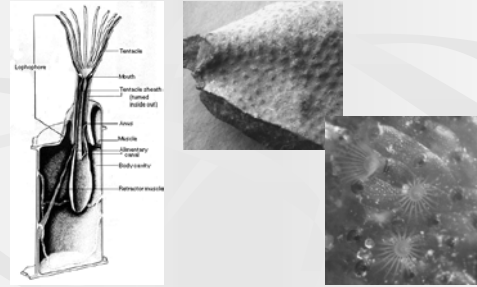 Lophophore
Tentacle
Mouth
Tentacle sheath
(turned
inside out)
Anus
Muscle
Alimentary
canal
Body cavity
Retractor muscle